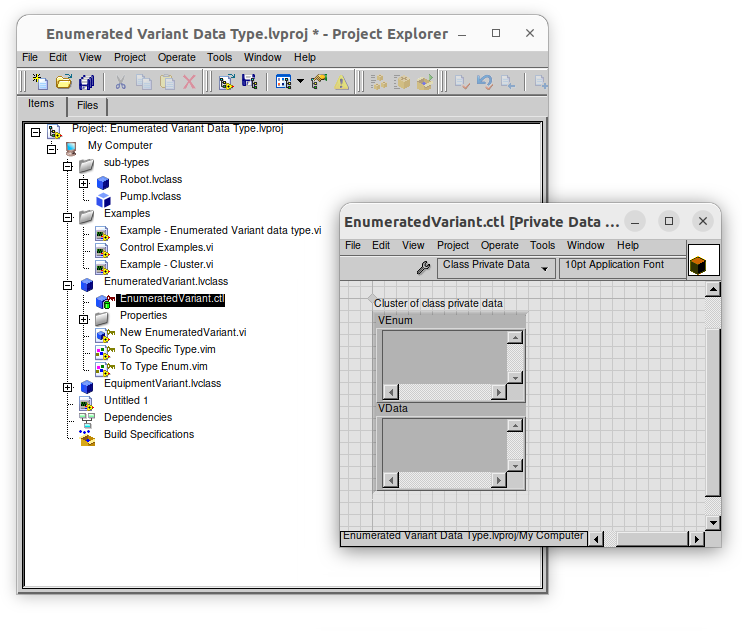 Enumerated Variant Data Type.lvproj * - Project Explorer
File Edit View Project Operate Tools Window Help
Items Files
Project: Enumerated Variant Data Type.lvproj
My Computer
sub-types
Robot.lvclass
Pump.lvclass
Examples
Example - Enumerated Variant data type.vi
Control Examples.vi
Example - Cluster.vi
EnumeratedVariant.lvclass
EnumeratedVariant.ctl
Properties
New EnumeratedVariant.vi
To Specific Type.vim
To Type Enum.vim
EquipmentVariant.lvclass
Untitled 1
Dependencies
Build Specifications
EnumeratedVariant.ctl [Private Data ...
File Edit View Project Operate Tools Window Help
Class Private Data 10pt Application Font
Cluster of class private data
VEnum
VData
Enumerated Variant Data Type.lvproj/My Computer